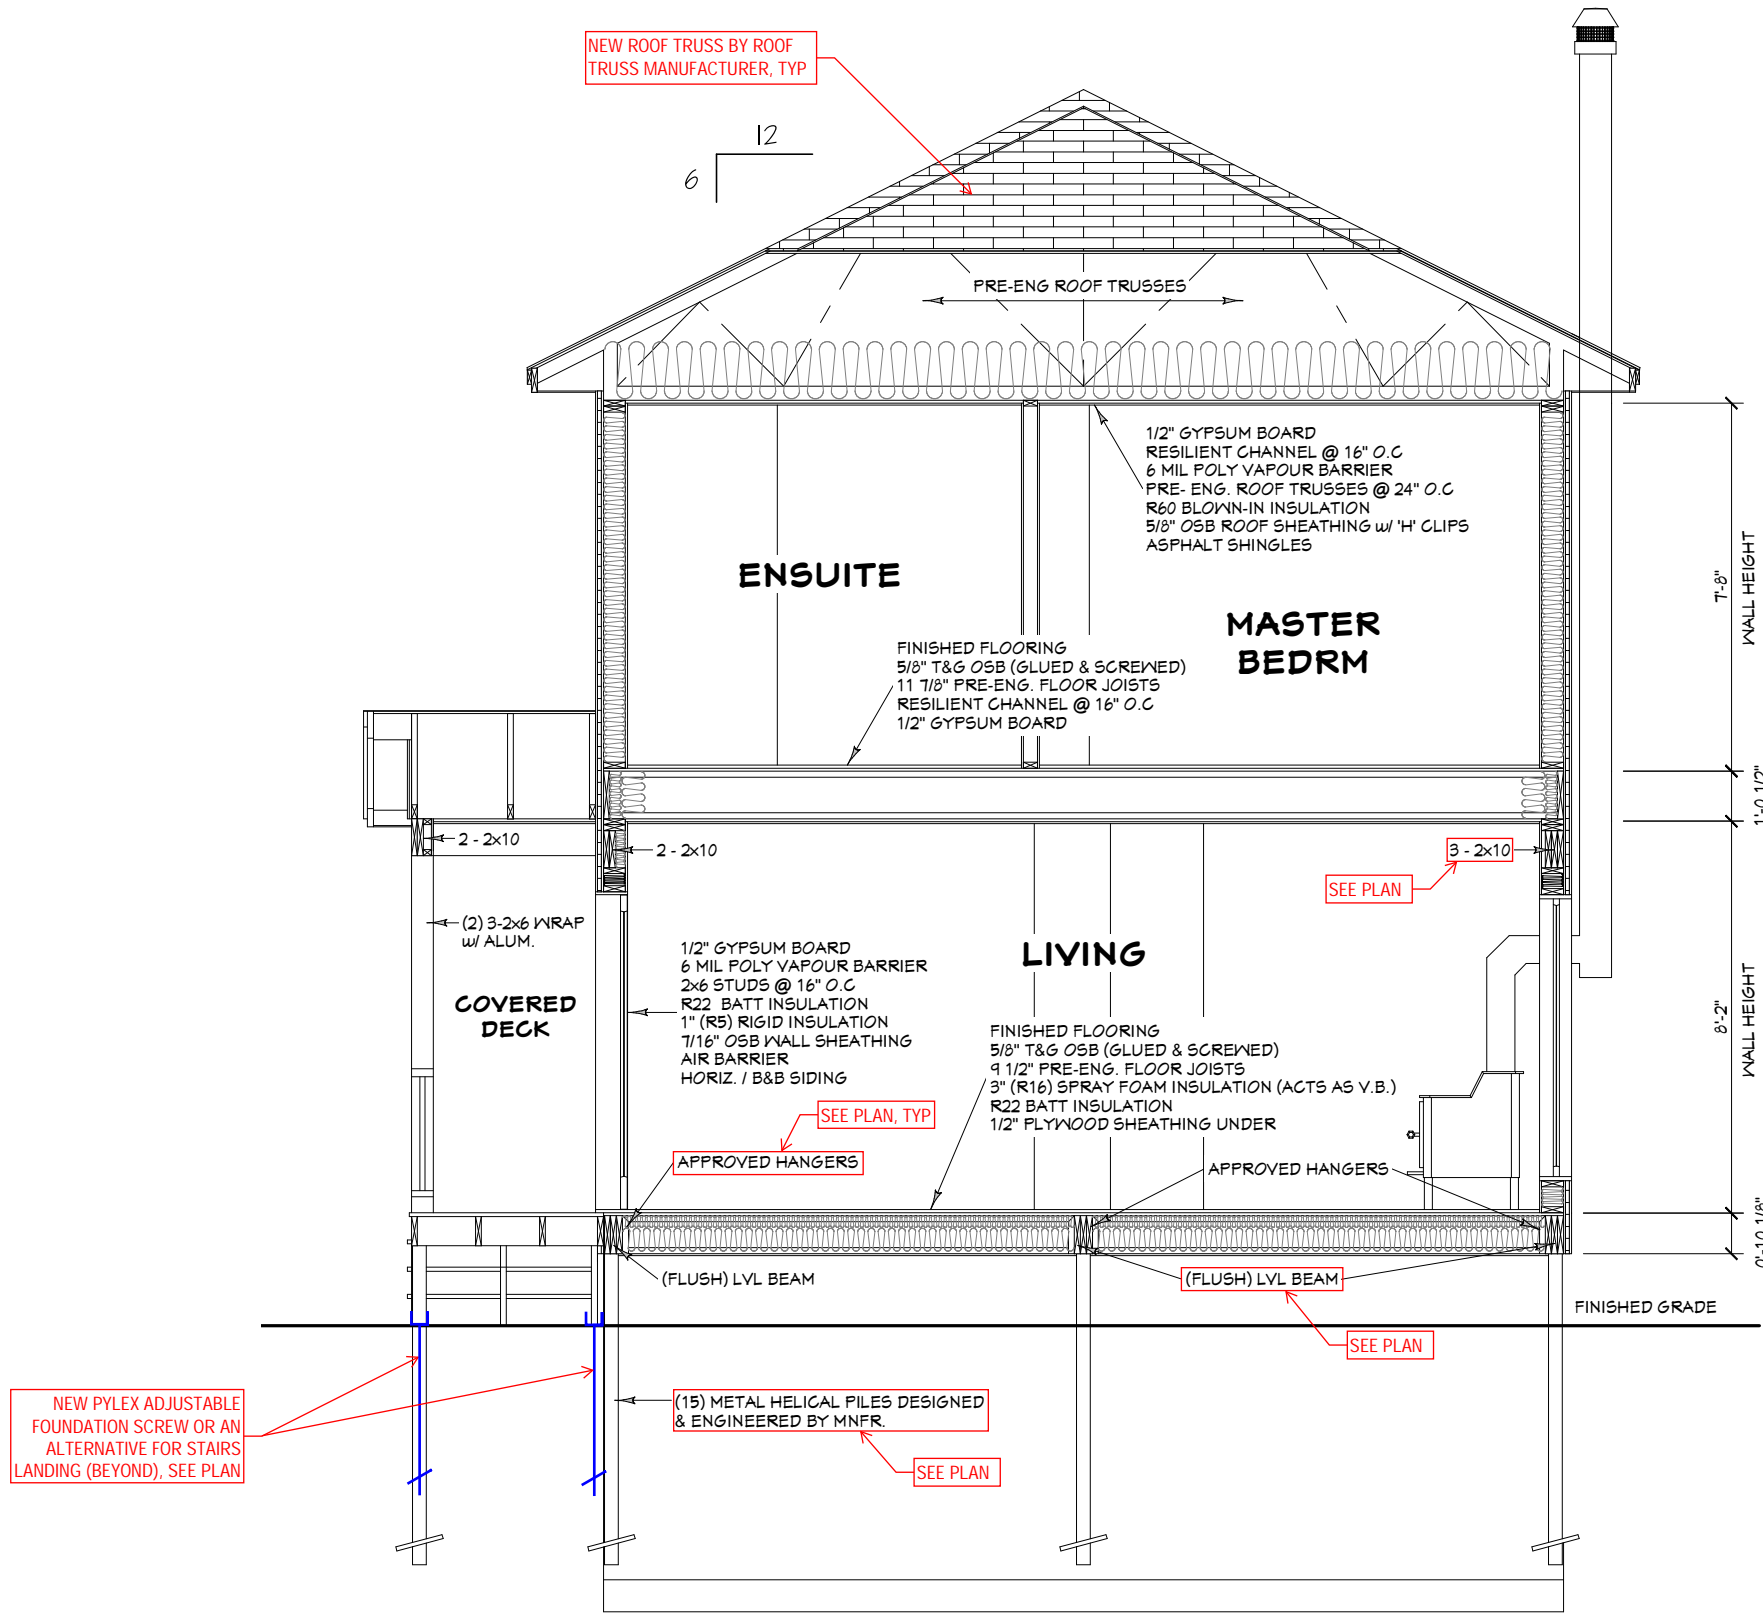 NEW ROOF TRUSS BY ROOF
TRUSS MANUFACTURER, TYP
12
6
PRE-ENG ROOF TRUSSES
1/2" GYPSUM BOARD
RESILIENT CHANNEL @ 16" O.C
6 MIL POLY VAPOUR BARRIER
PRE- ENG. ROOF TRUSSES @ 24" O.C
R60 BLOWN-IN INSULATION
5/8" OSB ROOF SHEATHING w/ 'H' CLIPS
ASPHALT SHINGLES
ENSUITE
MASTER
BEDRM
7'-8"
WALL HEIGHT
FINISHED FLOORING
5/8" T&G OSB (GLUED & SCREWED)
11 7/8" PRE-ENG. FLOOR JOISTS
RESILIENT CHANNEL @ 16" O.C
1/2" GYPSUM BOARD
1'-0 1/2"
2 - 2x10
2 - 2x10
3 - 2x10
SEE PLAN
(2) 3-2x6 WRAP
w/ ALUM.
COVERED
DECK
1/2" GYPSUM BOARD
6 MIL POLY VAPOUR BARRIER
2x6 STUDS @ 16" O.C
R22 BATT INSULATION
1" (R5) RIGID INSULATION
7/16" OSB WALL SHEATHING
AIR BARRIER
HORIZ. / B&B SIDING
LIVING
8'-2"
WALL HEIGHT
FINISHED FLOORING
5/8" T&G OSB (GLUED & SCREWED)
9 1/2" PRE-ENG. FLOOR JOISTS
3" (R16) SPRAY FOAM INSULATION (ACTS AS V.B.)
R22 BATT INSULATION
1/2" PLYWOOD SHEATHING UNDER
SEE PLAN, TYP
APPROVED HANGERS
APPROVED HANGERS
0'-10 1/8"
(FLUSH) LVL BEAM
(FLUSH) LVL BEAM
FINISHED GRADE
SEE PLAN
NEW PYLEX ADJUSTABLE
FOUNDATION SCREW OR AN
ALTERNATIVE FOR STAIRS
LANDING (BEYOND), SEE PLAN
(15) METAL HELICAL PILES DESIGNED
& ENGINEERED BY MNFR.
SEE PLAN